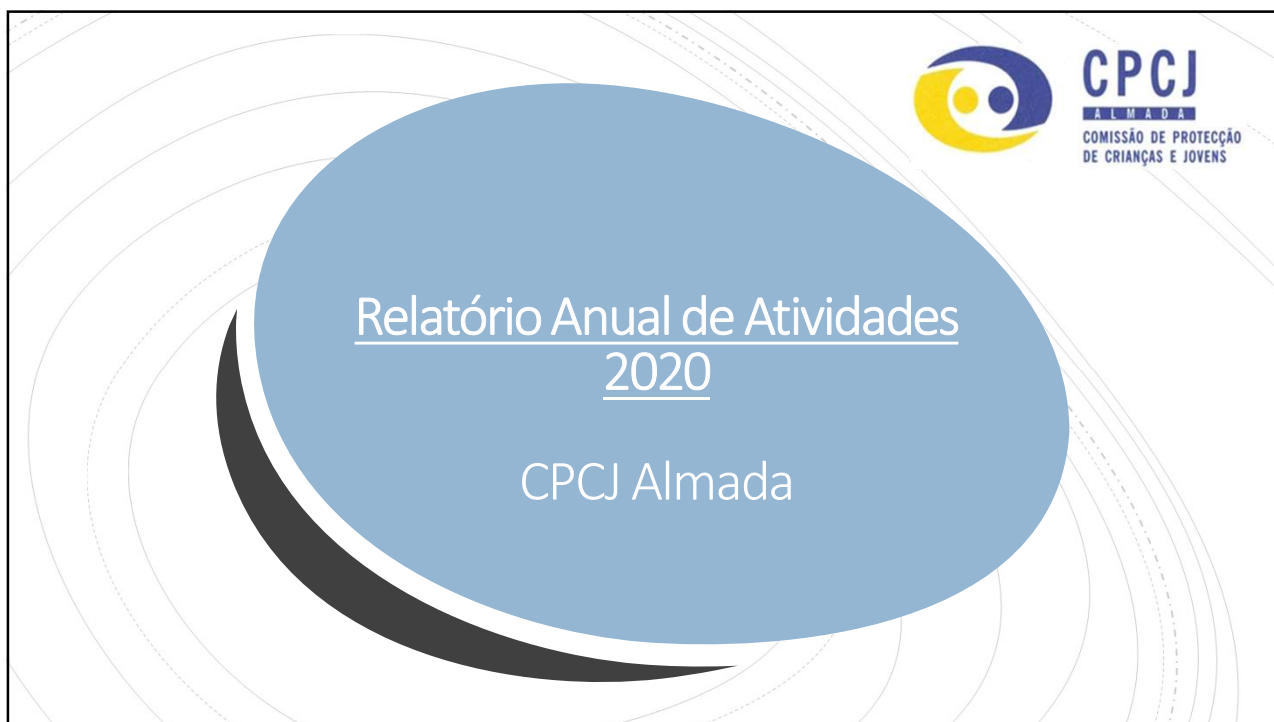 CPCJ
ALMADA
COMISSÃO DE PROTECÇÃO
DE CRIANÇAS E JOVENS
Relatório Anual de Atividades
2020
CPCJ Almada